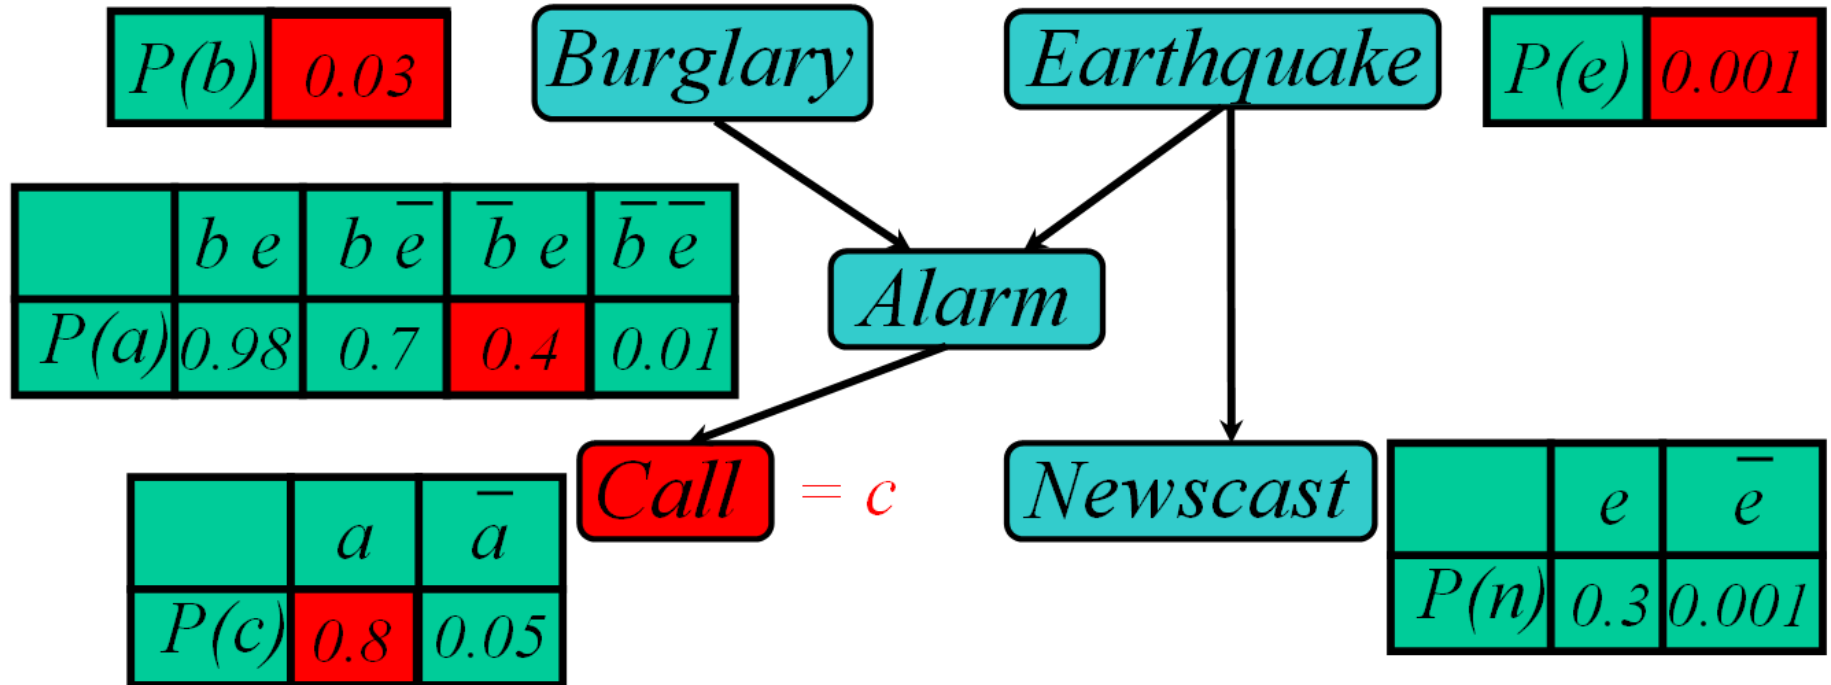 P(b) 0.03
Burglary
Earthquake
P(e) 0.001
b e b e̅ b̅ e b̅ e̅
P(a) 0.98 0.7 0.4 0.01
Alarm
Call = c
Newscast
a a̅
P(c) 0.8 0.05
e e̅
P(n) 0.3 0.001